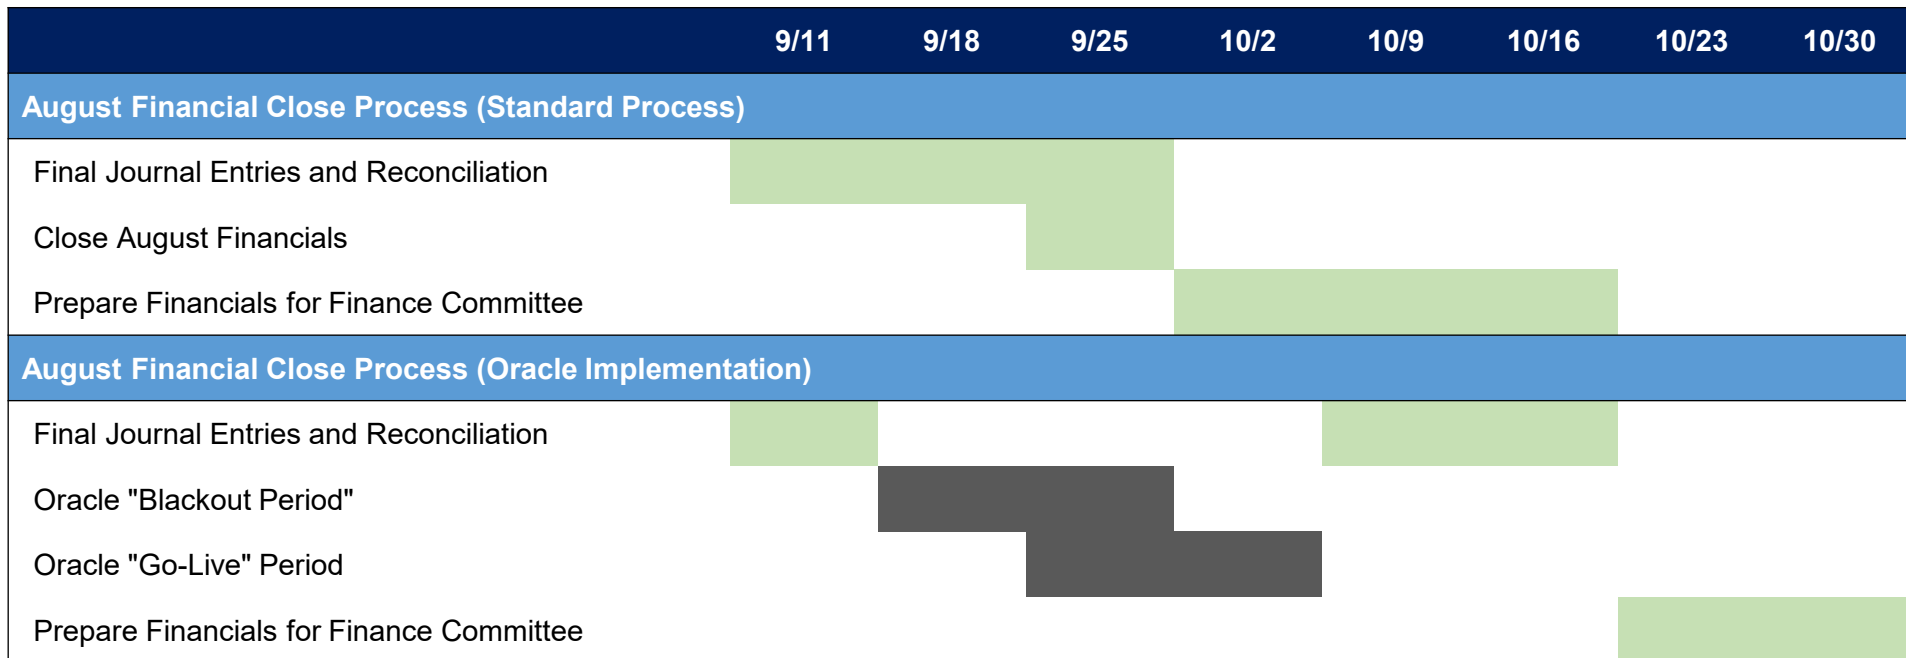 9/11 9/18 9/25 10/2 10/9 10/16 10/23 10/30
August Financial Close Process (Standard Process)
Final Journal Entries and Reconciliation
Close August Financials
Prepare Financials for Finance Committee
August Financial Close Process (Oracle Implementation)
Final Journal Entries and Reconciliation
Oracle "Blackout Period"
Oracle "Go-Live" Period
Prepare Financials for Finance Committee